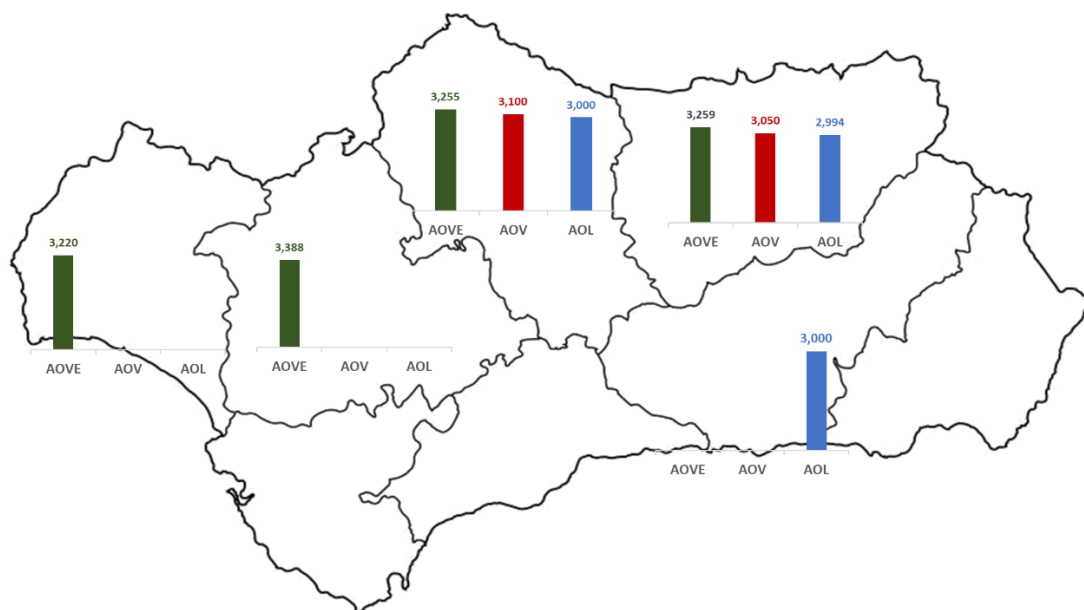 3,255 3,100 3,000
AOVE AOV AOL
3,259 3,050 2,994
AOVE AOV AOL
3,220
AOVE AOV AOL
3,388
AOVE AOV AOL
3,000
AOVE AOV AOL